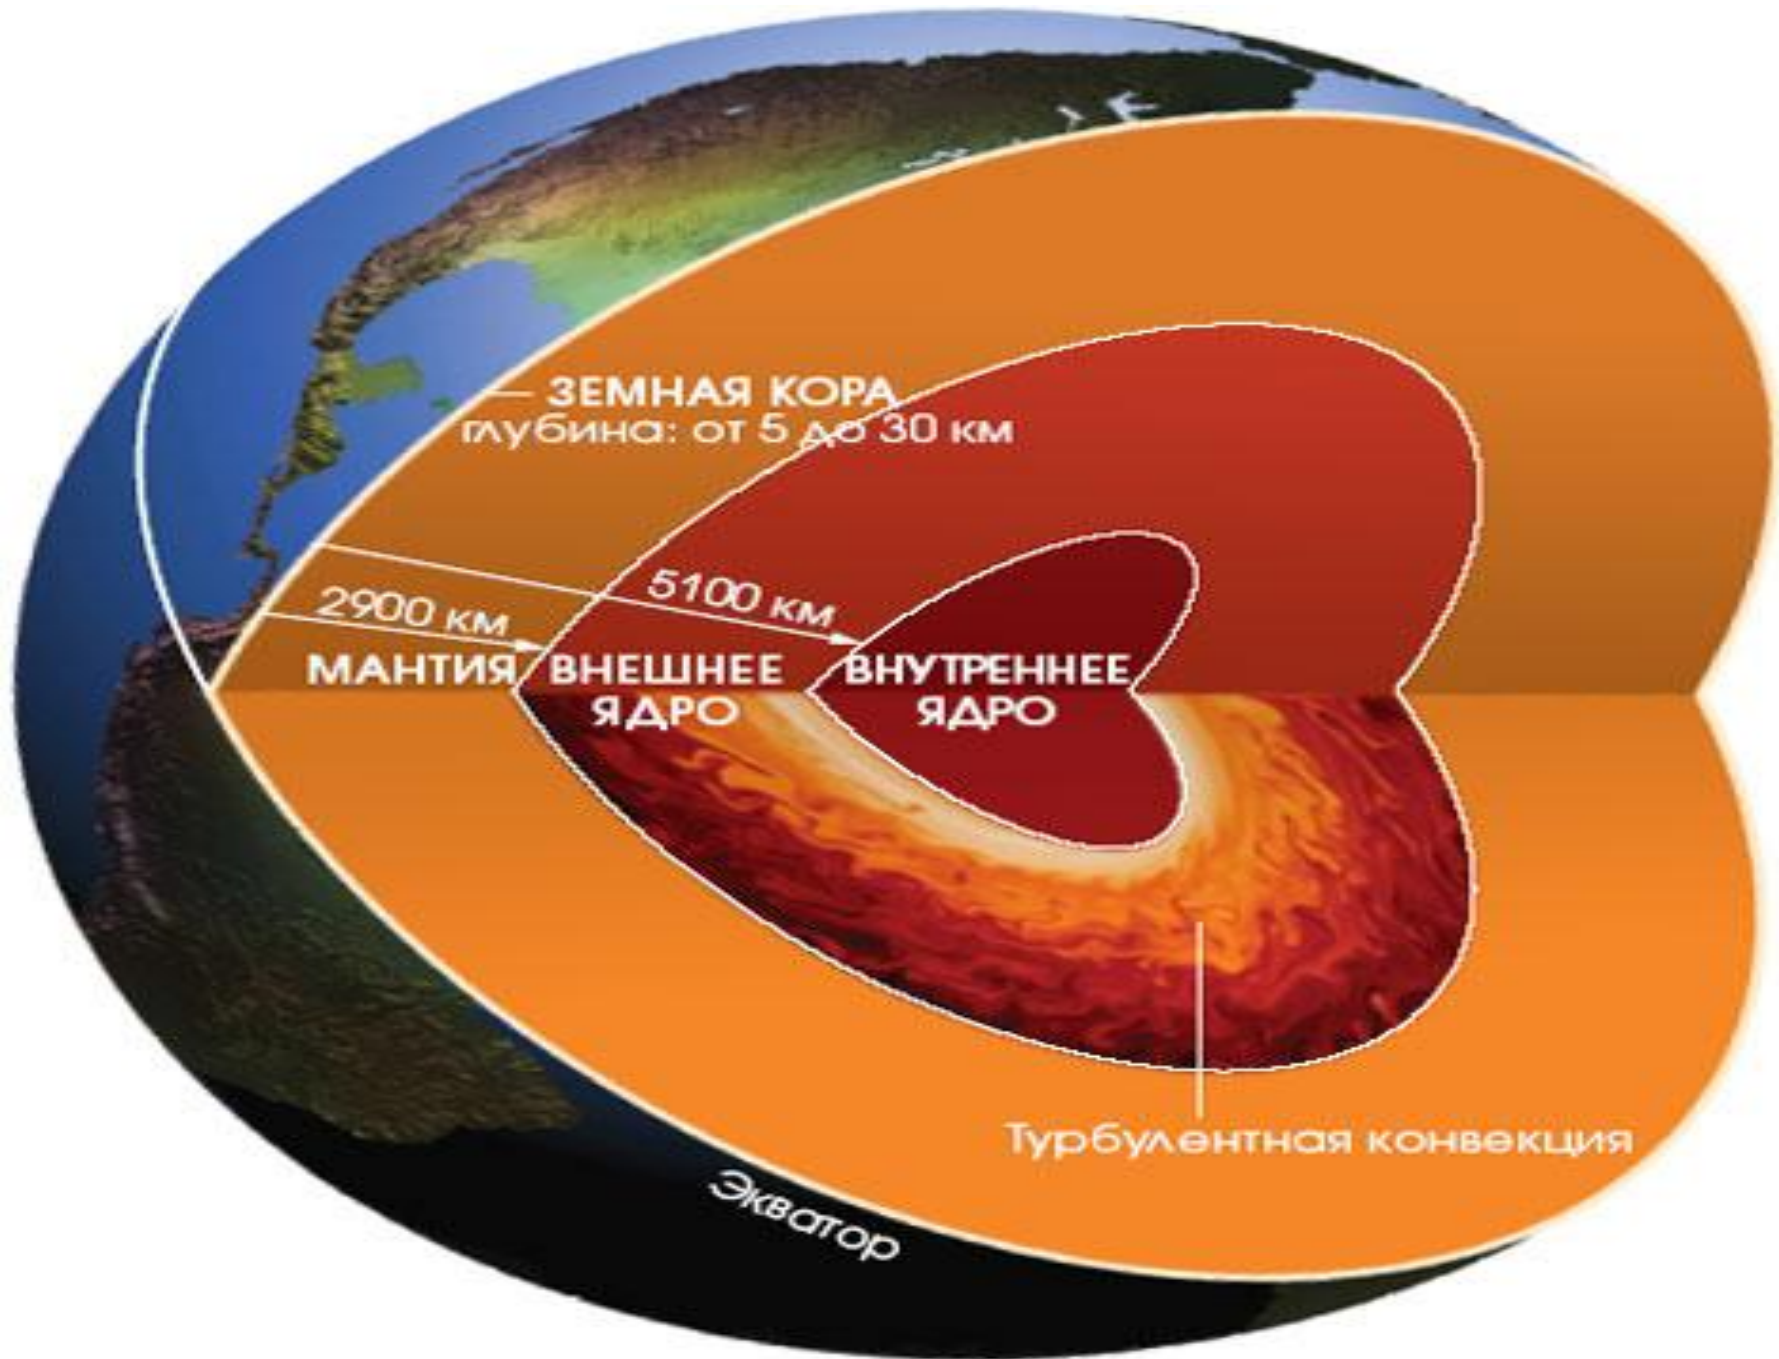 ЗЕМНАЯ КОРА
глубина: от 5 до 30 км
5100 км
2900 км
МАНТИЯ
ВНЕШНЕЕ
ЯДРО
ВНУТРЕННЕЕ
ЯДРО
Турбулентная конвекция
Экватор